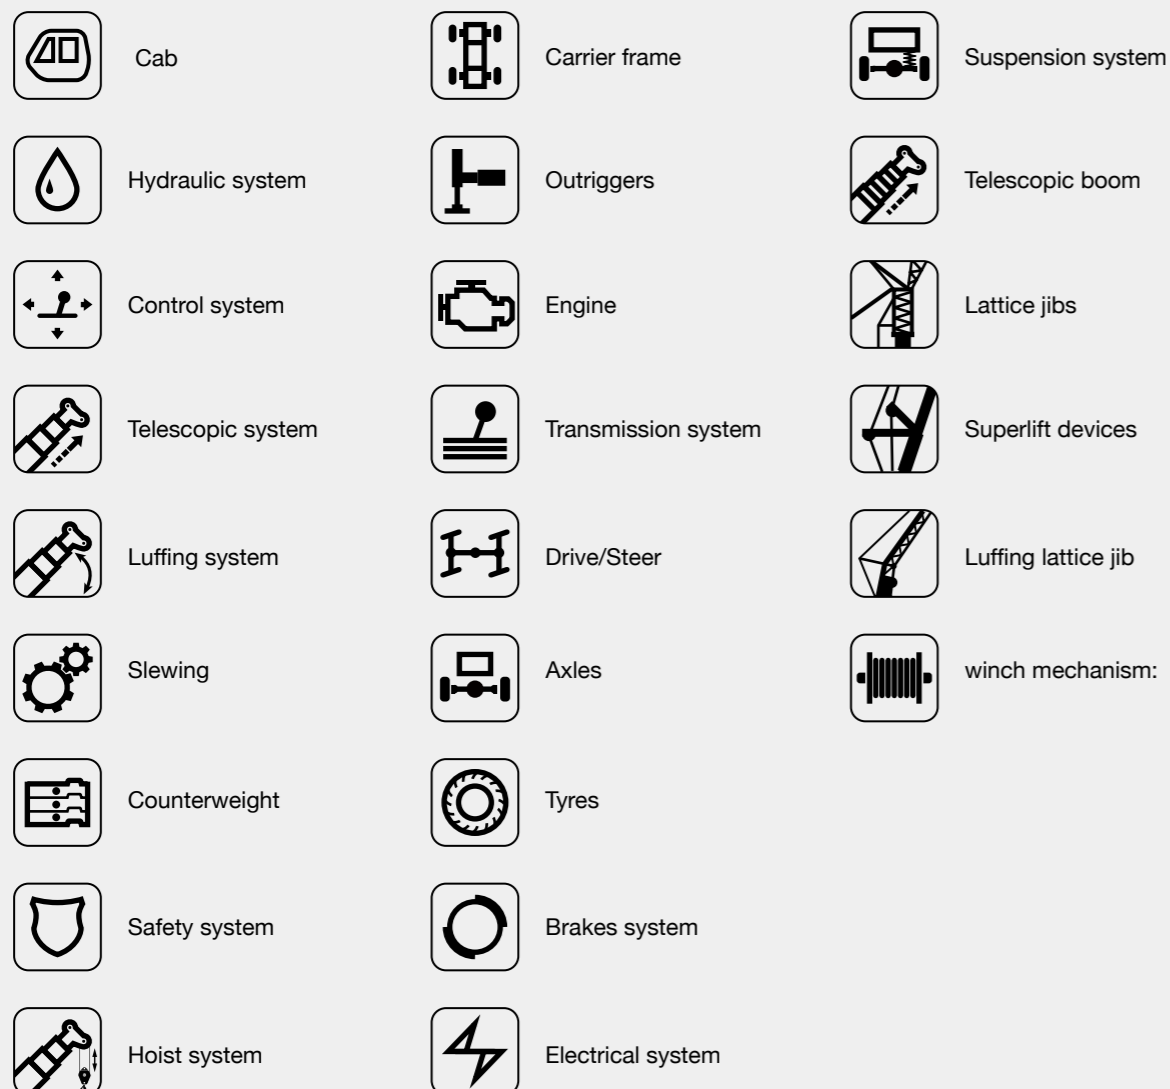 Cab
Hydraulic system
Control system
Telescopic system
Luffing system
Slewing
Counterweight
Safety system
Hoist system
Carrier frame
Outriggers
Engine
Transmission system
Drive/Steer
Axles
Tyres
Brakes system
Electrical system
Suspension system
Telescopic boom
Lattice jibs
Superlift devices
Luffing lattice jib
winch mechanism: